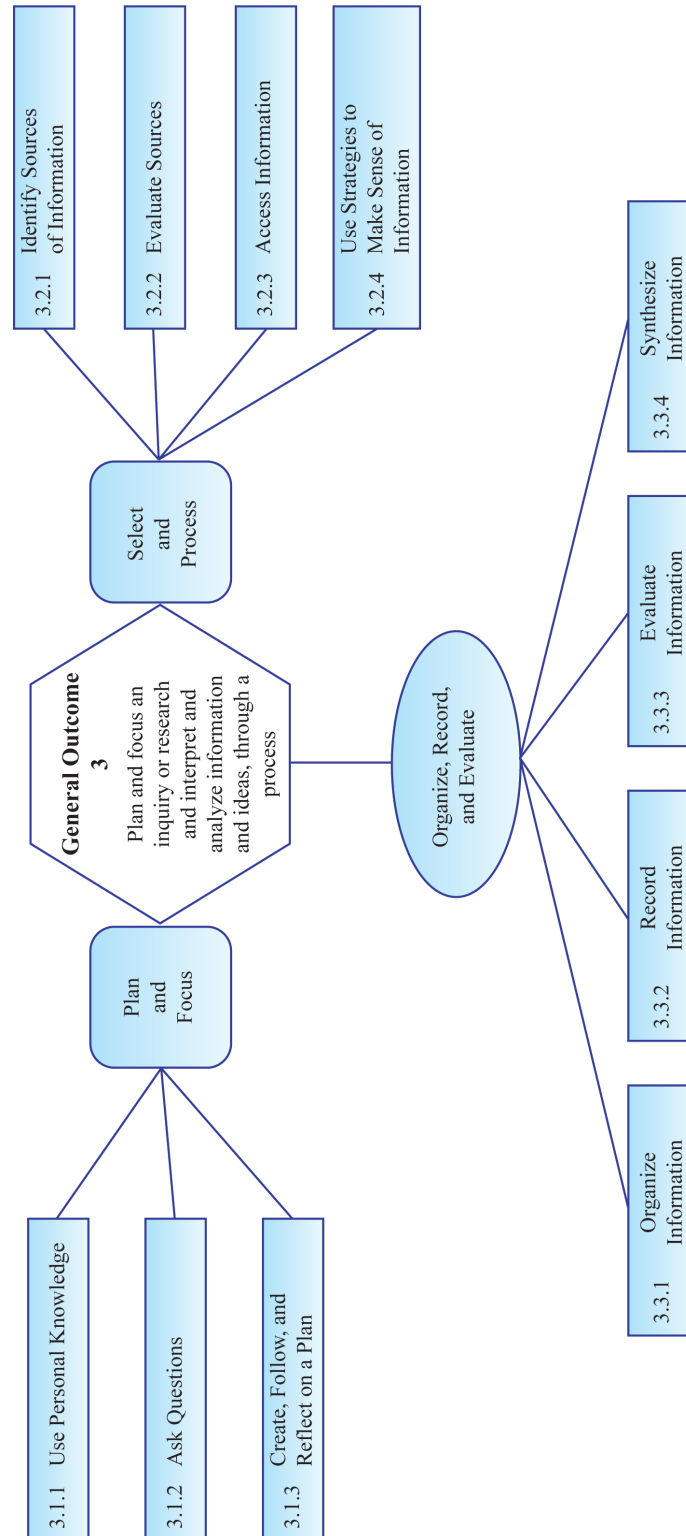 General Outcome
3
Plan and focus an
inquiry or research
and interpret and
analyze information
and ideas, through a
process
Plan
and
Focus
3.1.1 Use Personal Knowledge
3.1.2 Ask Questions
3.1.3 Create, Follow, and
Reflect on a Plan
Select
and
Process
3.2.1 Identify Sources
of Information
3.2.2 Evaluate Sources
3.2.3 Access Information
3.2.4 Use Strategies to
Make Sense of
Information
Organize, Record,
and Evaluate
3.3.1 Organize
Information
3.3.2 Record
Information
3.3.3 Evaluate
Information
3.3.4 Synthesize
Information